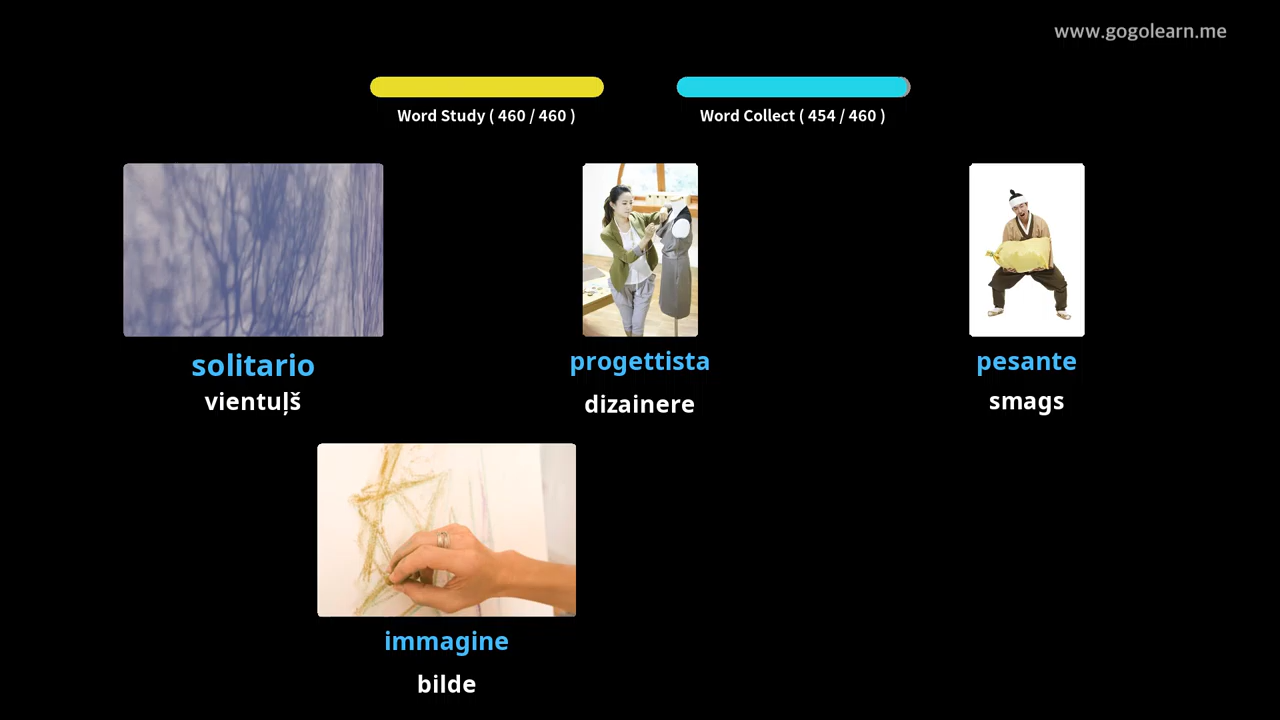 www.gogolearn.me
Word Study ( 460 / 460 )
Word Collect ( 454 / 460 )
solitario
vientuļš
progettista
dizainere
pesante
smags
immagine
bilde